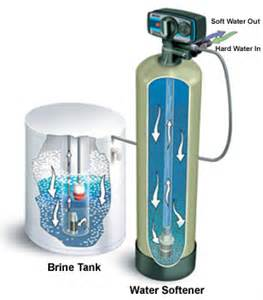 Soft Water Out
Hard Water In
Brine Tank
Water Softener